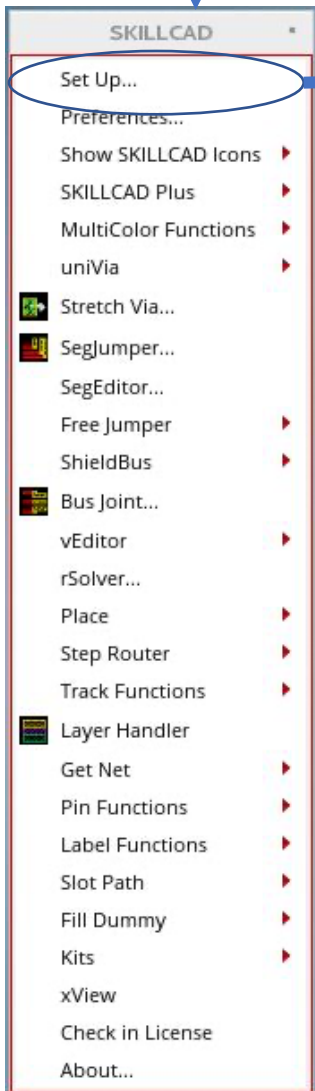 SKILLCAD
Set Up...
Preferences...
Show SKILLCAD Icons
SKILLCAD Plus
MultiColor Functions
uniVia
Stretch Via...
SegJumper...
SegEditor...
Free Jumper
ShieldBus
Bus Joint...
vEditor
rSolver...
Place
Step Router
Track Functions
Layer Handler
Get Net
Pin Functions
Label Functions
Slot Path
Fill Dummy
Kits
xView
Check in License
About...